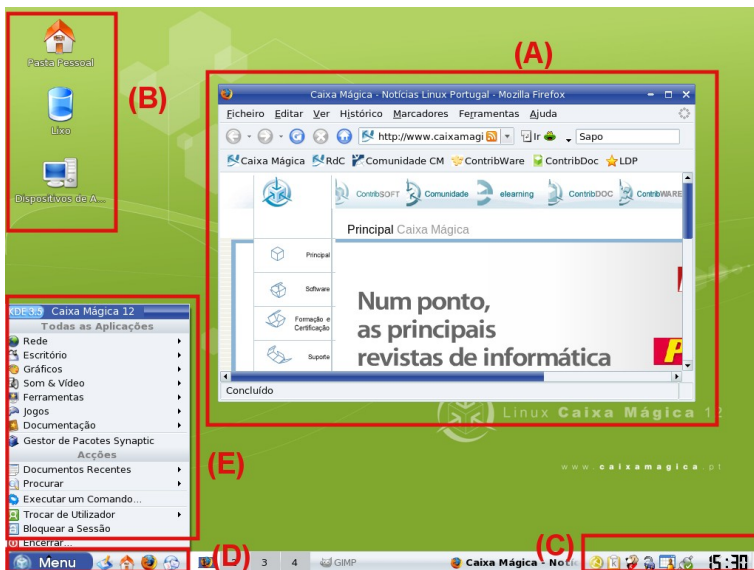 (A)
(B)
Pasta Pessoal
Lixo
Dispositivos de A...
Caixa Mágica - Notícias Linux Portugal - Mozilla Firefox
Ficheiro Editar Ver Histórico Marcadores Ferramentas Ajuda
http://www.caixamagi Ir Sapo
Caixa Mágica RdC Comunidade CM ContribWare ContribDoc LDP
ContribSOFT Comunidade elearning ContribDOC ContribWARE
Principal Caixa Mágica
Principal
Software
Formação e
Certificação
Suporte
Num ponto,
as principais
revistas de informática
Concluído
Linux Caixa Mágica 12
www.caixamagica.pt
KDE 3.5 Caixa Mágica 12
Todas as Aplicações
Rede
Escritório
Gráficos
Som & Vídeo
Ferramentas
Jogos
Documentação
Gestor de Pacotes Synaptic
Acções
Documentos Recentes
Procurar
Executar um Comando...
Trocar de Utilizador
Bloquear a Sessão
Encerrar...
(E)
(D)
(C)
Menu 3 4 GIMP Caixa Mágica - Notíc 15:30